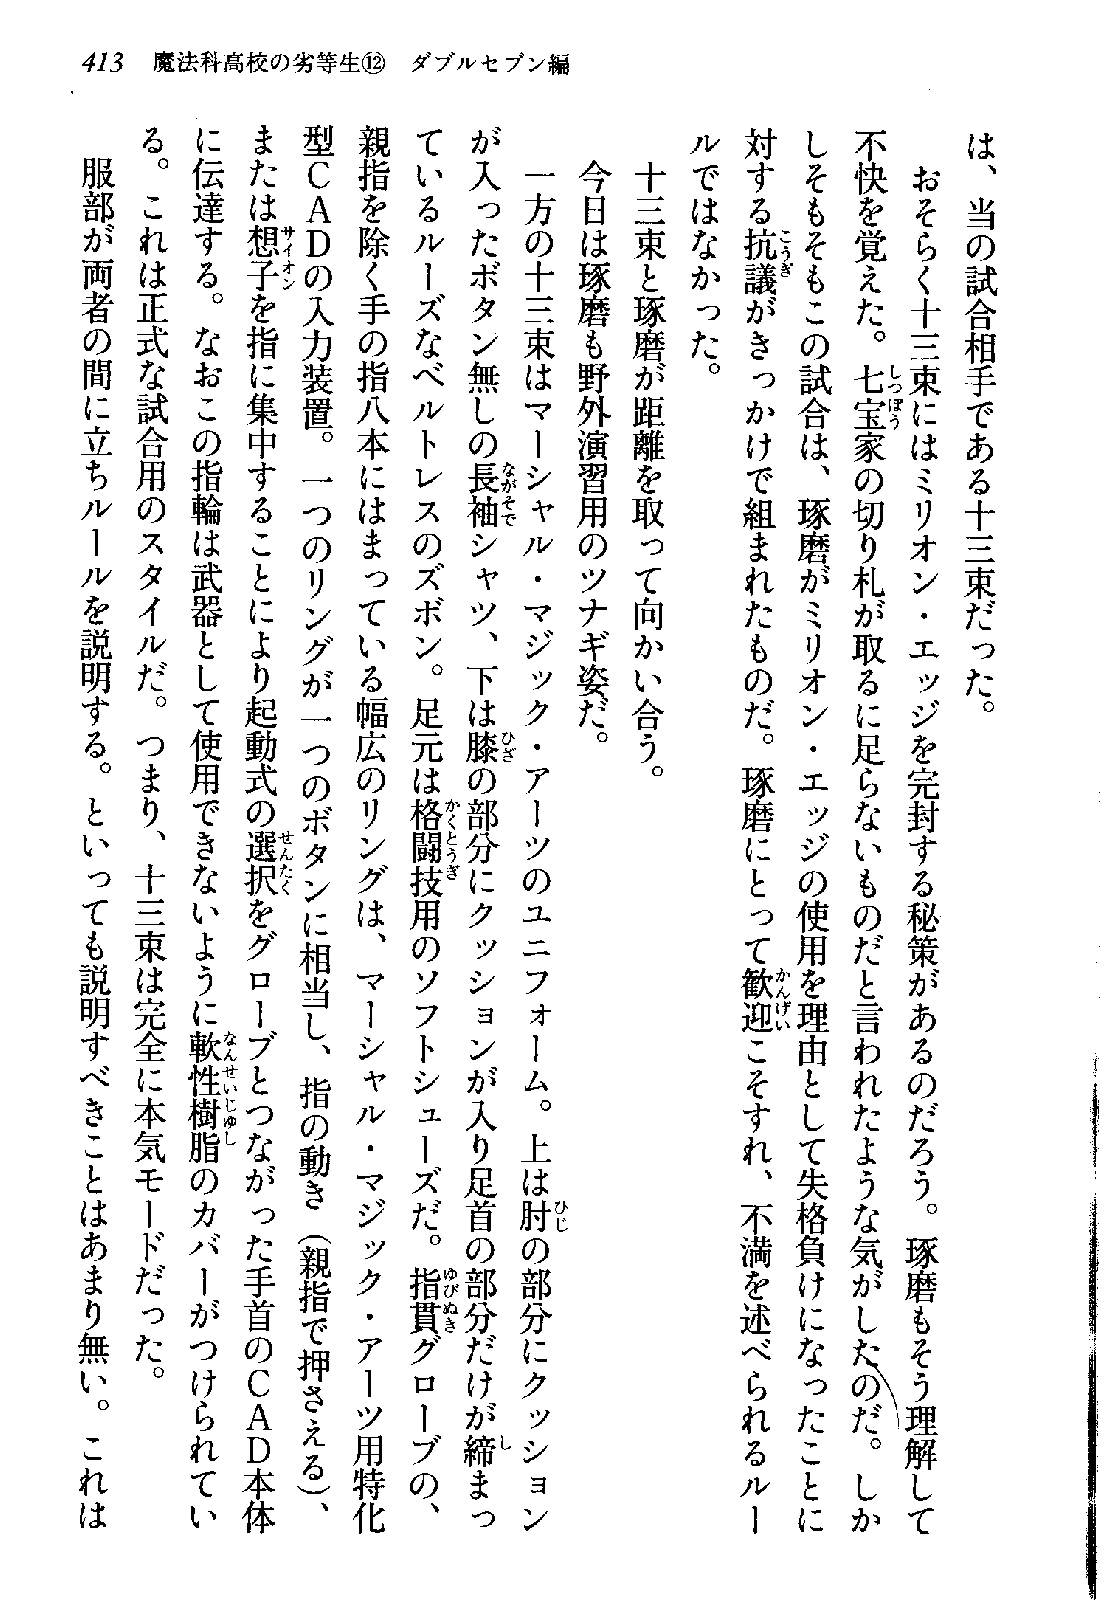 413　魔法科高校の劣等生⑫　ダブルセブン編
は、当の試合相手である十三束だった。
　おそらく十三束にはミリオン・エッジを完封する秘策があるのだろう。琢磨もそう理解して
不快を覚えた。七宝家の切り札が取るに足らないものだと言われたような気がしたのだ。しか
しそもそもこの試合は、琢磨がミリオン・エッジの使用を理由として失格負けになったことに
対する抗議がきっかけで組まれたものだ。琢磨にとって歓迎こそすれ、不満を述べられるルー
ルではなかった。
　十三束と琢磨が距離を取って向かい合う。
　今日は琢磨も野外演習用のツナギ姿だ。
　一方の十三束はマーシャル・マジック・アーツのユニフォーム。上は肘の部分にクッション
が入ったボタン無しの長袖シャツ、下は膝の部分にクッションが入り足首の部分だけが締まっ
ているルーズなベルトレスのズボン。足元は格闘技用のソフトシューズだ。指貫グローブの、
親指を除く手の指八本にはまっている幅広のリングは、マーシャル・マジック・アーツ用特化
型ＣＡＤの入力装置。一つのリングが一つのボタンに相当し、指の動き（親指で押さえる）、
または想子を指に集中することにより起動式の選択をグローブとつながった手首のＣＡＤ本体
に伝達する。なおこの指輪は武器として使用できないように軟性樹脂のカバーがつけられてい
る。これは正式な試合用のスタイルだ。つまり、十三束は完全に本気モードだった。
　服部が両者の間に立ちルールを説明する。といっても説明すべきことはあまり無い。これは